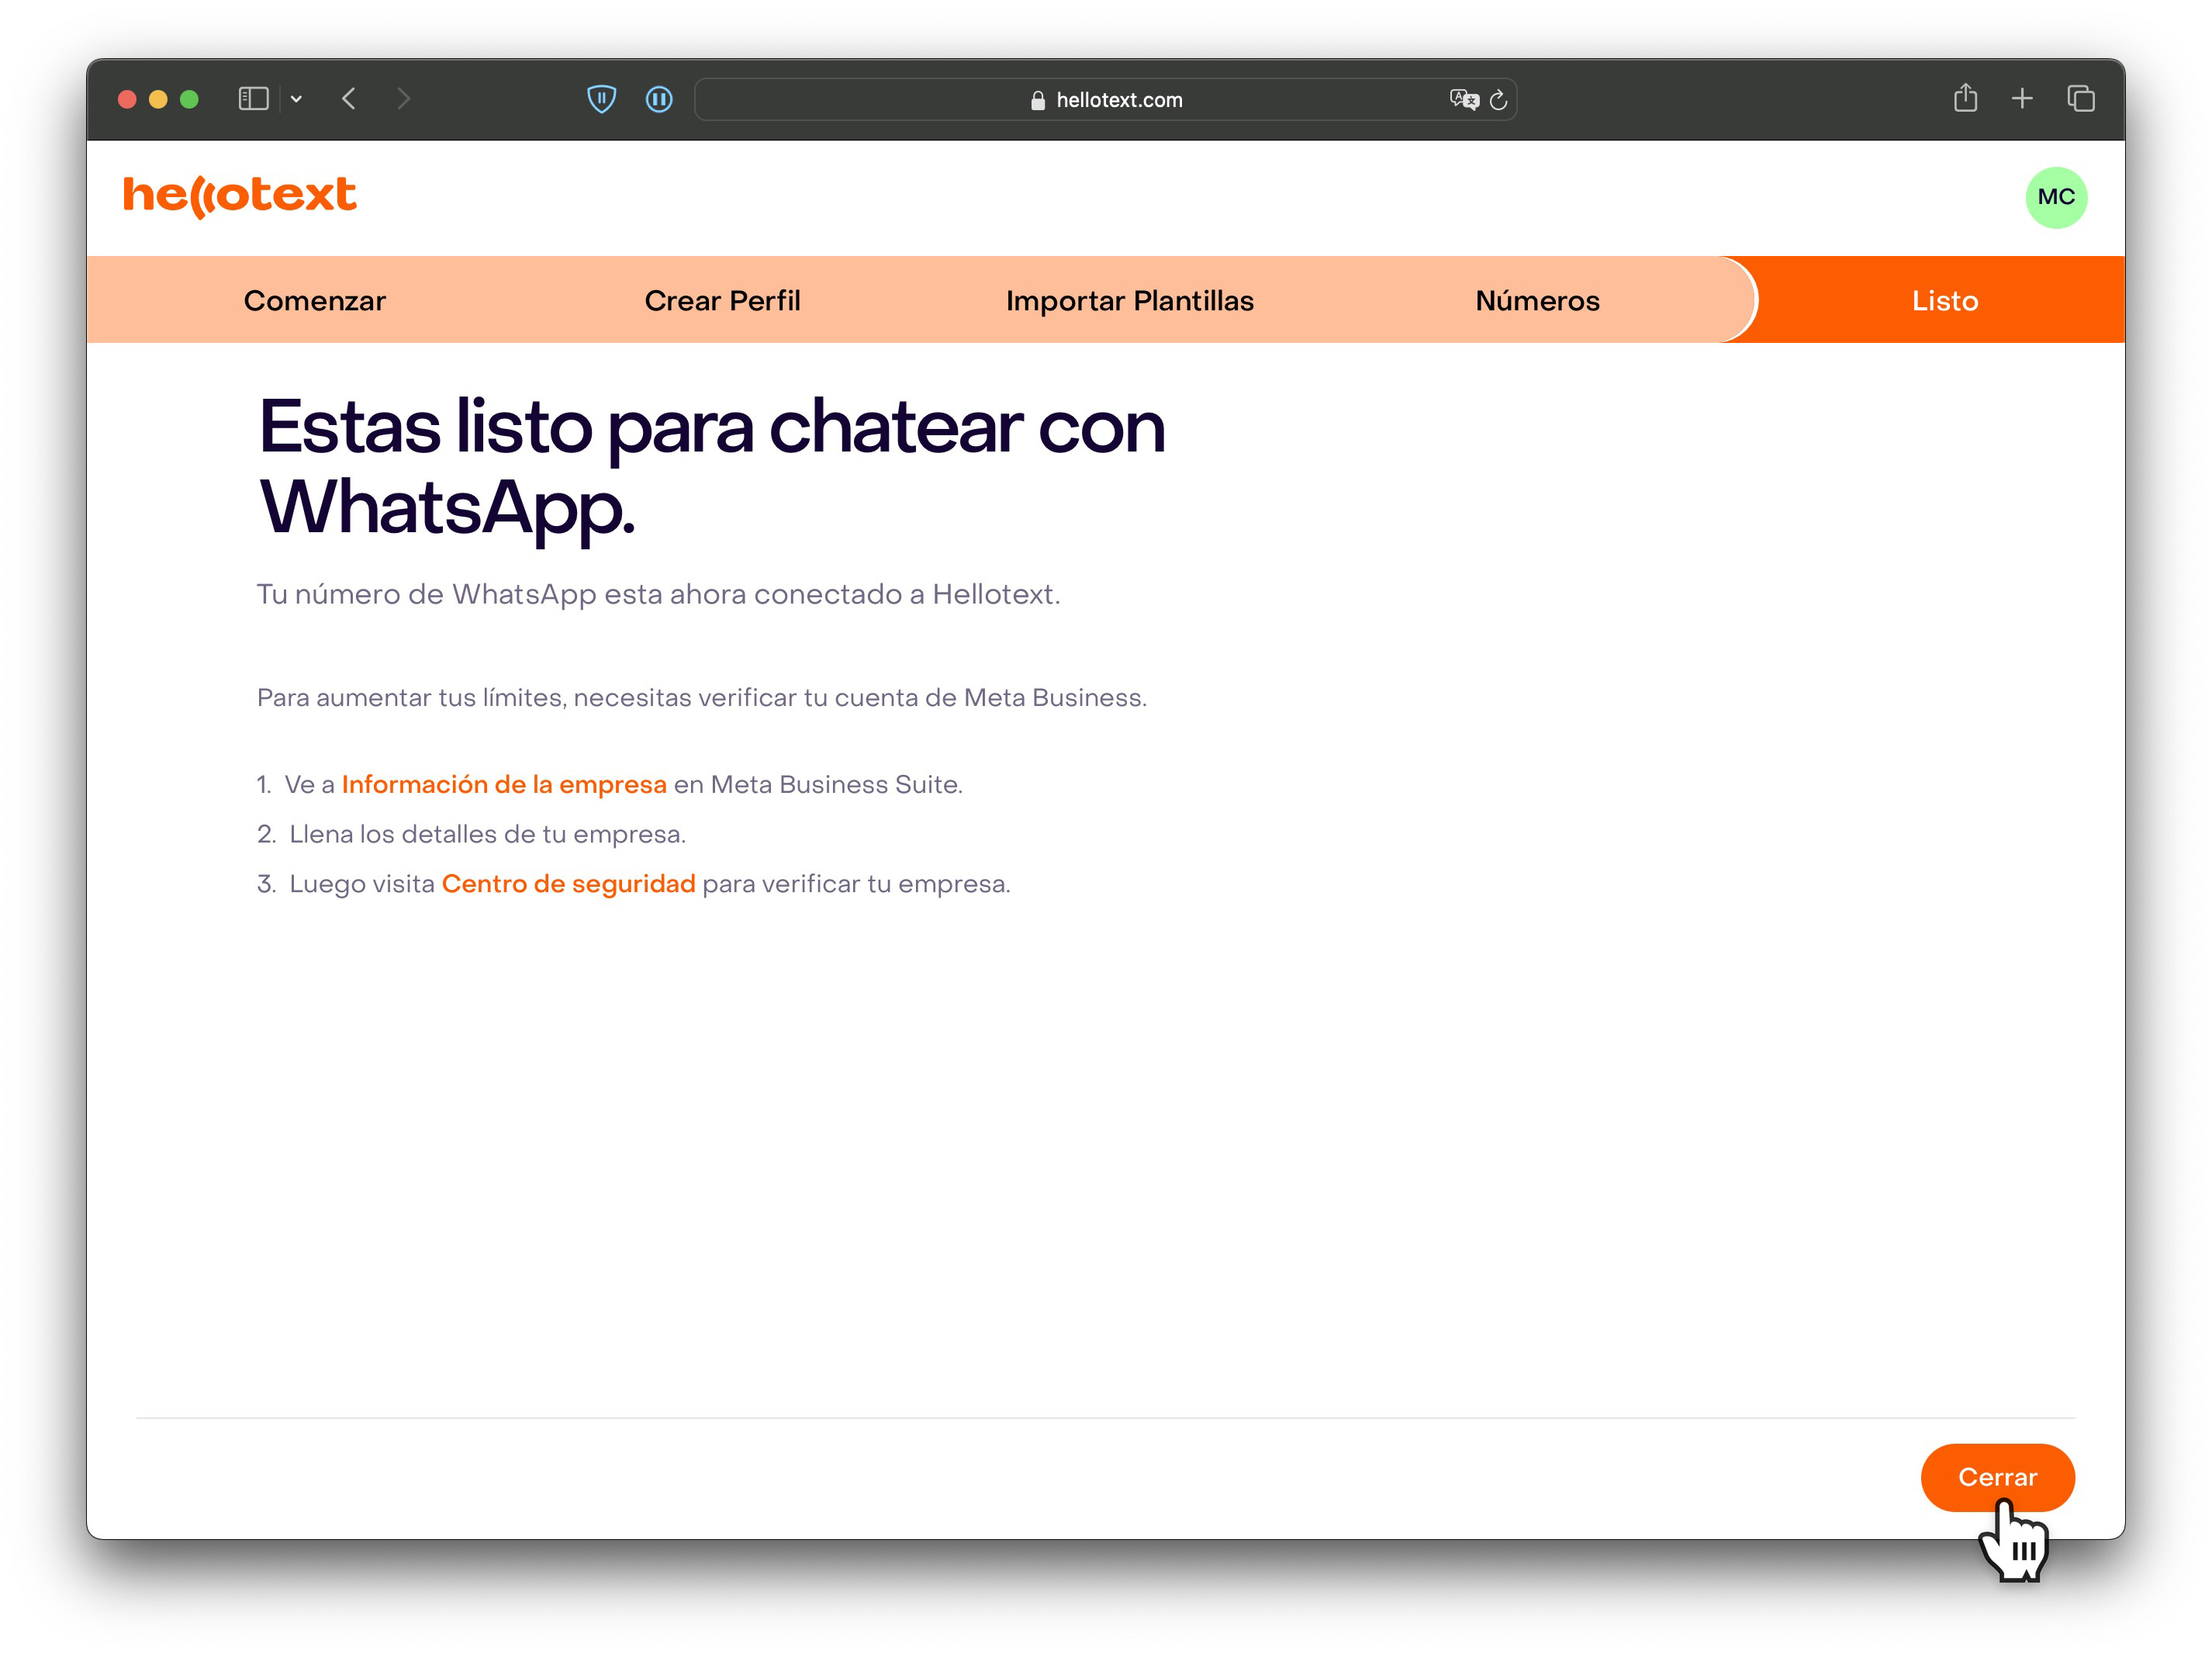 hellotext.com
hellotext
MC
Comenzar
Crear Perfil
Importar Plantillas
Números
Listo
Estas listo para chatear con
WhatsApp.
Tu número de WhatsApp esta ahora conectado a Hellotext.
Para aumentar tus límites, necesitas verificar tu cuenta de Meta Business.
1. Ve a Información de la empresa en Meta Business Suite.
2. Llena los detalles de tu empresa.
3. Luego visita Centro de seguridad para verificar tu empresa.
Cerrar